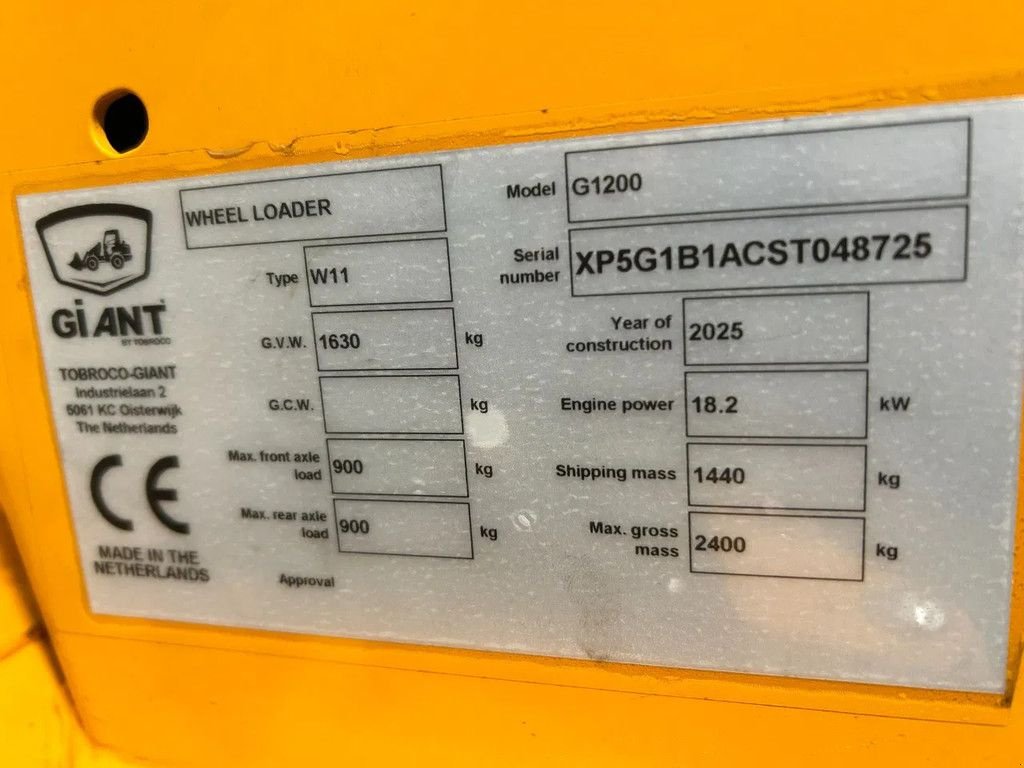 WHEEL LOADER
Type W11
G.V.W. 1630 kg
G.C.W. kg
Max. front axle
load 900 kg
Max. rear axle
load 900 kg
Approval
Model G1200
Serial
number XP5G1B1ACST048725
Year of
construction 2025
Engine power 18.2 kW
Shipping mass 1440 kg
Max. gross
mass 2400 kg
GiANT
BY TOBROCO
TOBROCO-GIANT
Industrielaan 2
5061 KC Oisterwijk
The Netherlands
CE
MADE IN THE
NETHERLANDS